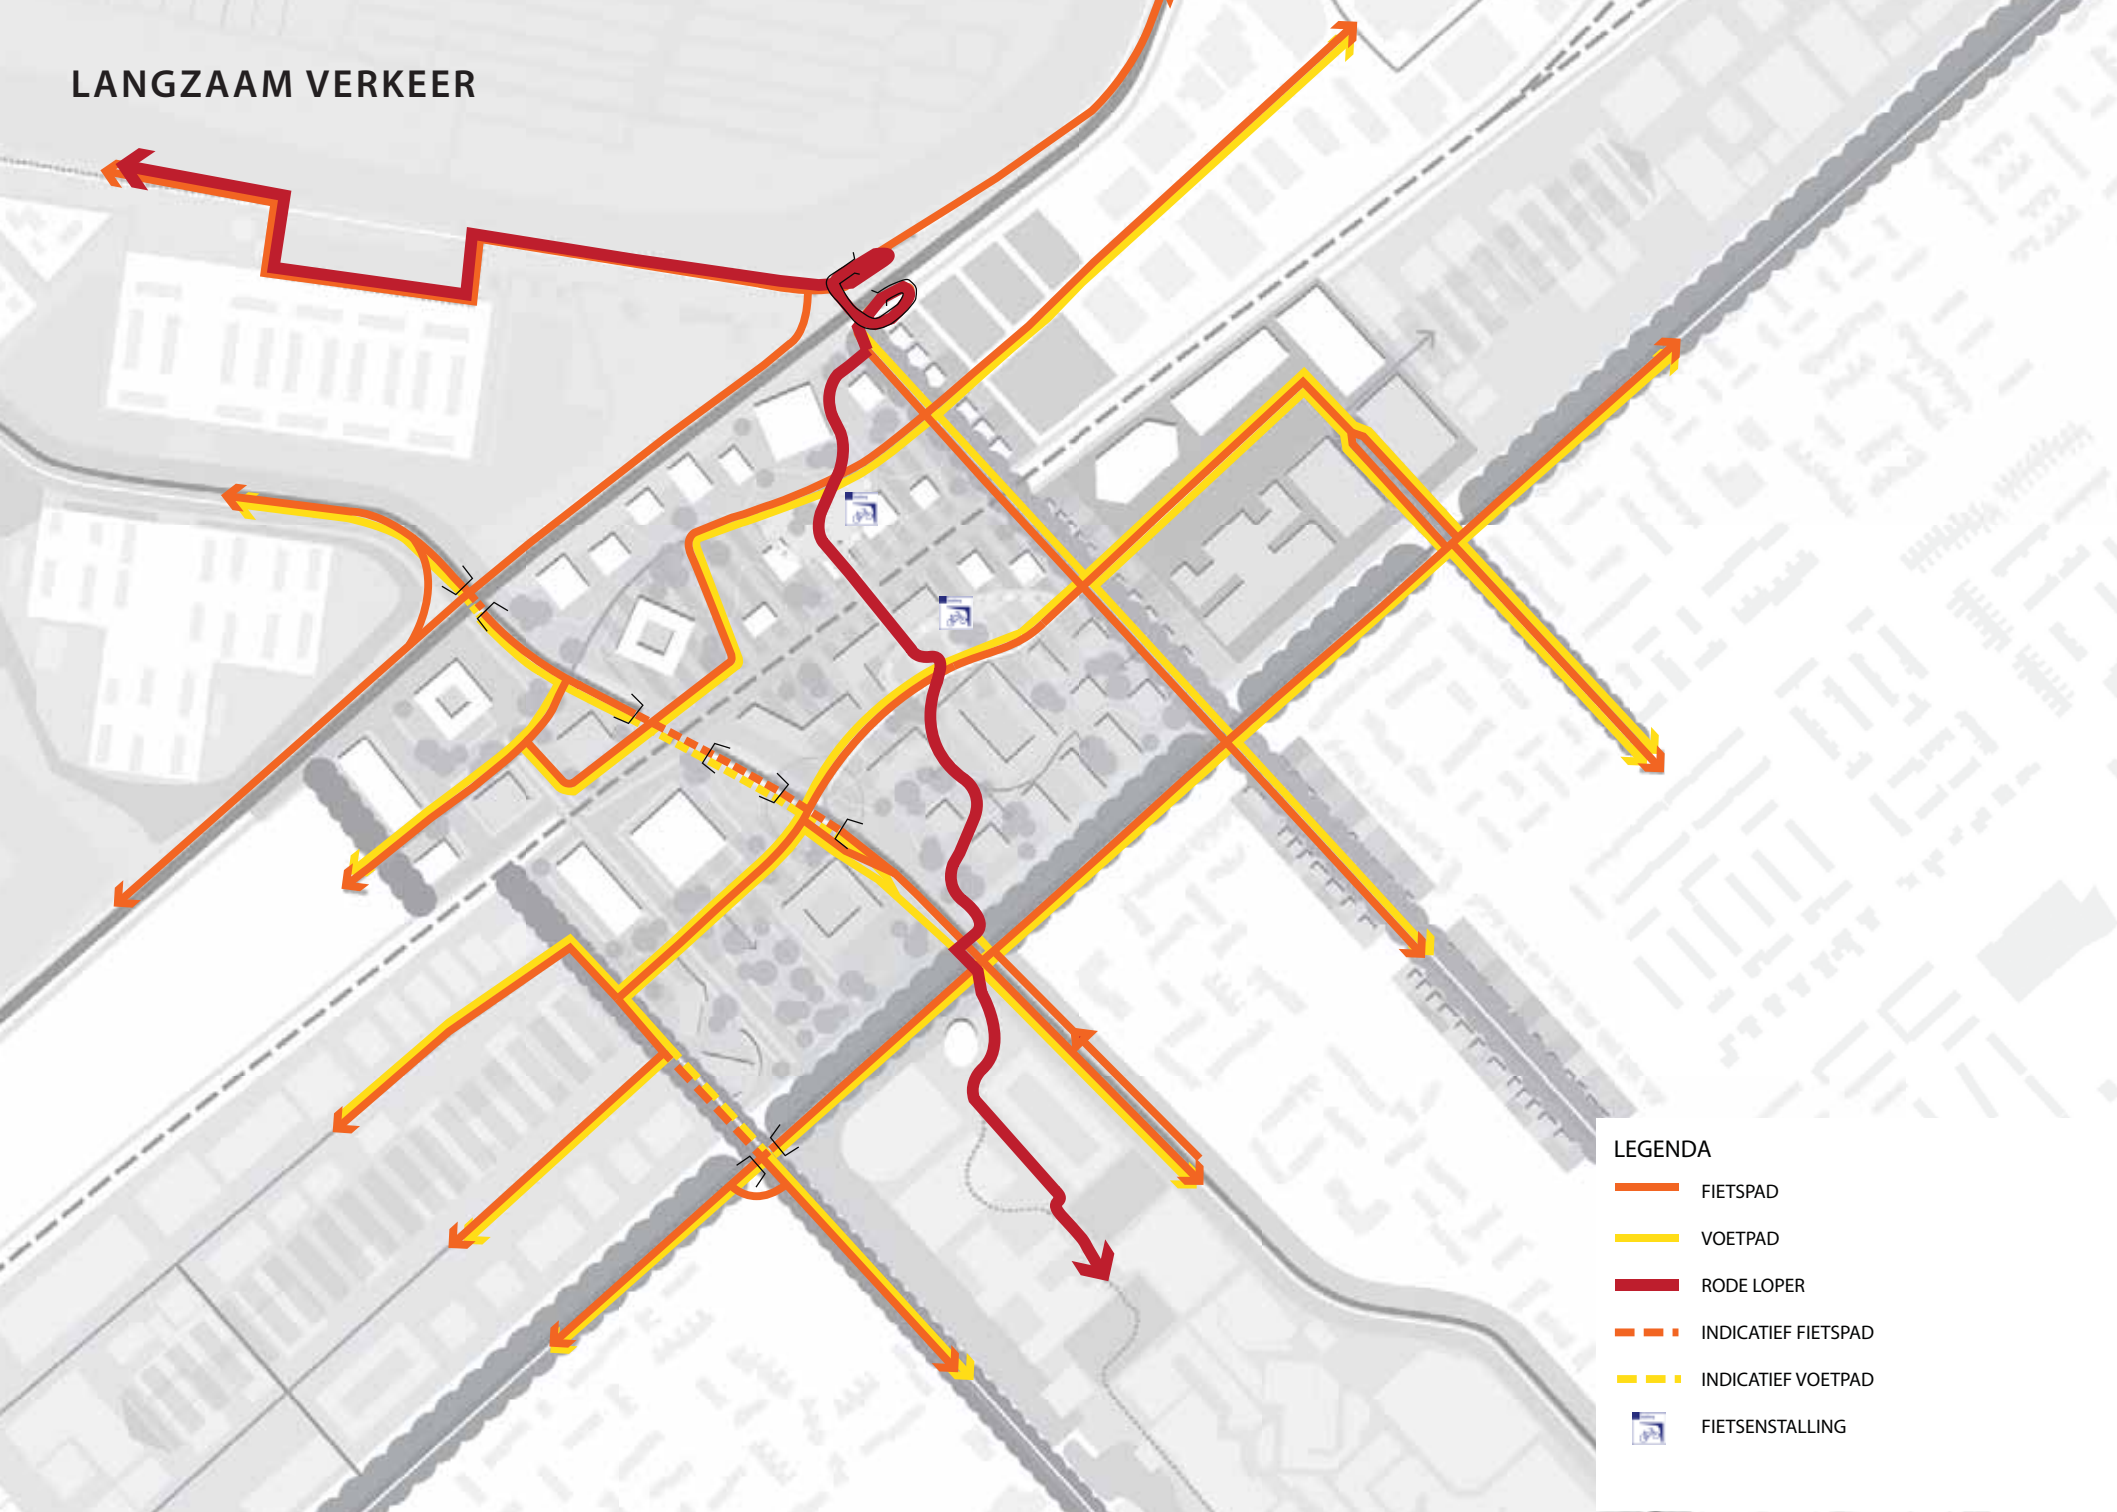 LANGZAAM VERKEER
LEGENDA
FIETSPAD
VOETPAD
RODE LOPER
INDICATIEF FIETSPAD
INDICATIEF VOETPAD
FIETSENSTALLING